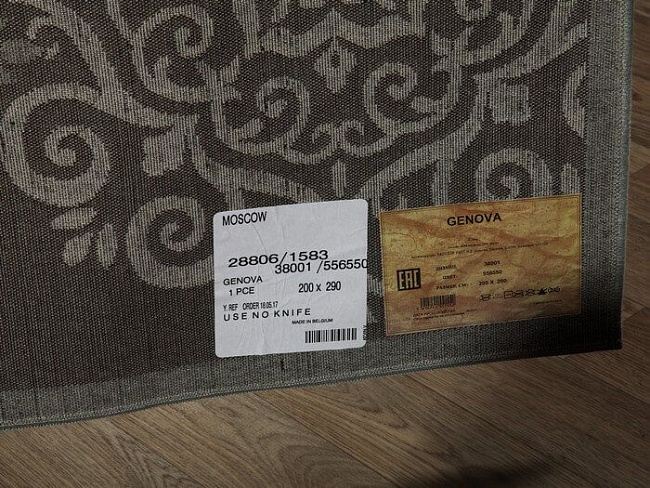 MOSCOW
28806/1583
38001 /556550
GENOVA
1 PCE
200 x 290
Y. REF ORDER 18.05.17
USE NO KNIFE
MADE IN BELGIUM
GENOVA
38001
556550
200 X 290
EAC